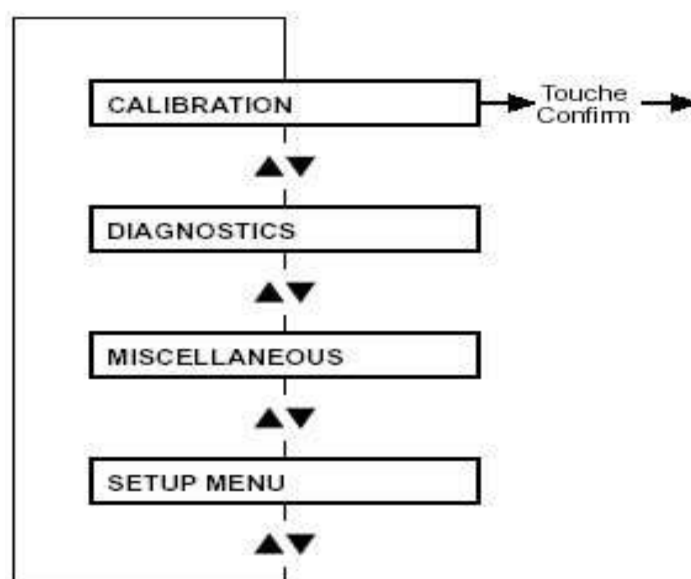 CALIBRATION
Touche
Confirm
DIAGNOSTICS
MISCELLANEOUS
SETUP MENU